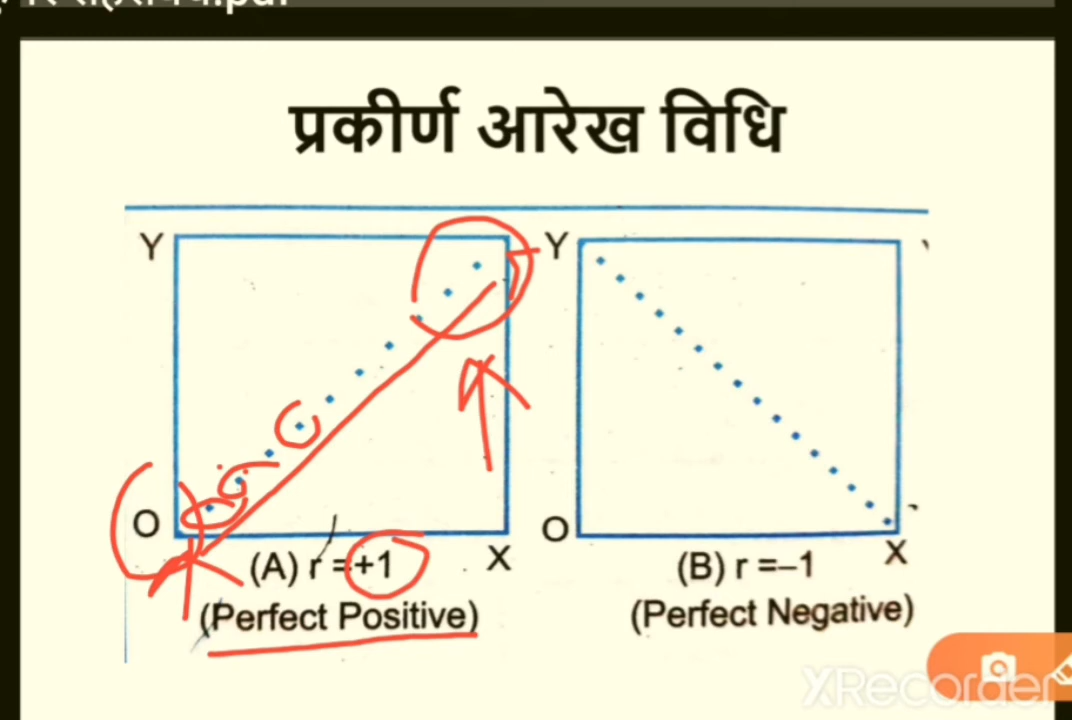 प्रकीर्ण आरेख विधि
Y
Y
O
O
X
X
(A) r =+1
(B) r =–1
(Perfect Positive)
(Perfect Negative)
XRecorder